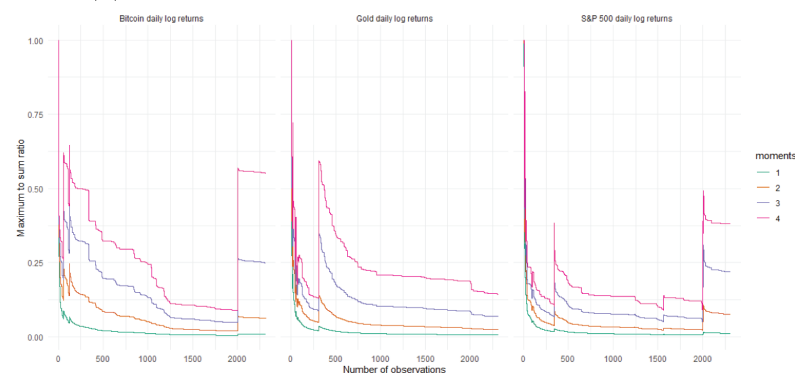 Bitcoin daily log returns
Gold daily log returns
S&P 500 daily log returns
Maximum to sum ratio
1.00
0.75
0.50
0.25
0.00
0 500 1000 1500 2000
0 500 1000 1500 2000
0 500 1000 1500 2000
Number of observations
moments
1
2
3
4